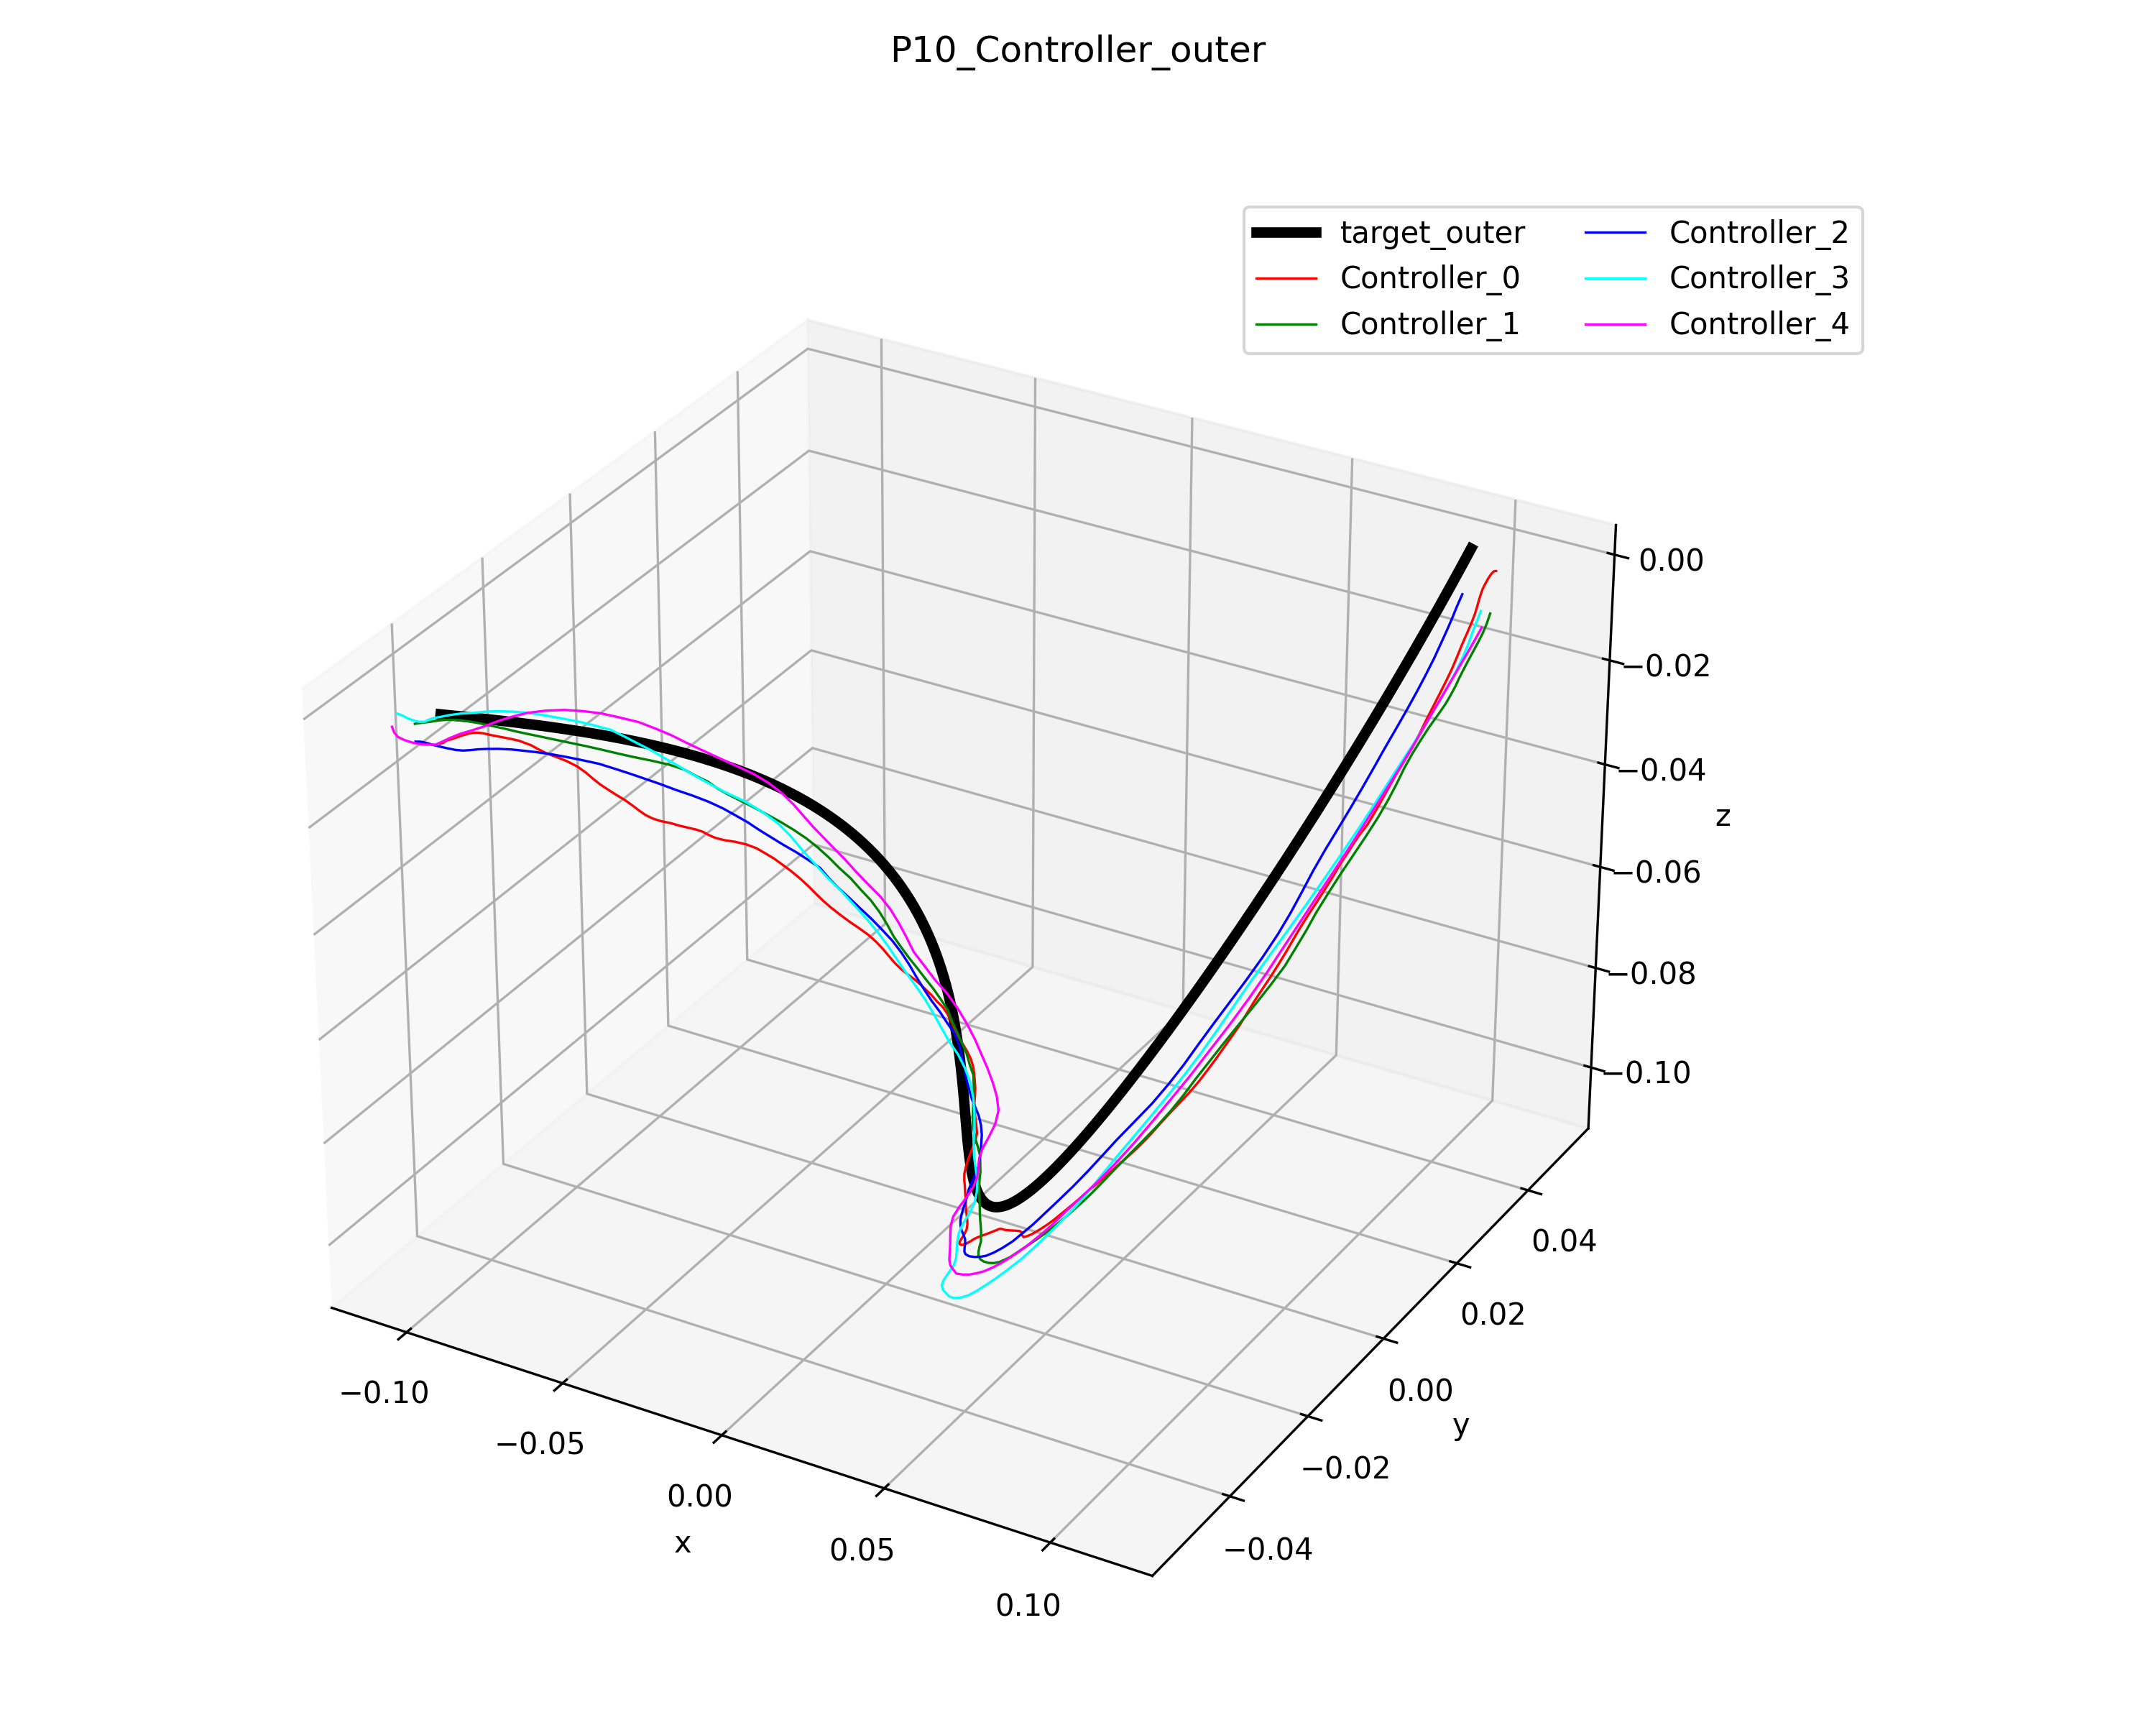 P10_Controller_outer
target_outer
Controller_0
Controller_1
Controller_2
Controller_3
Controller_4
0.00
−0.02
−0.04
z
−0.06
−0.08
−0.10
0.04
0.02
0.00
y
−0.02
−0.04
−0.10
−0.05
0.00
x
0.05
0.10